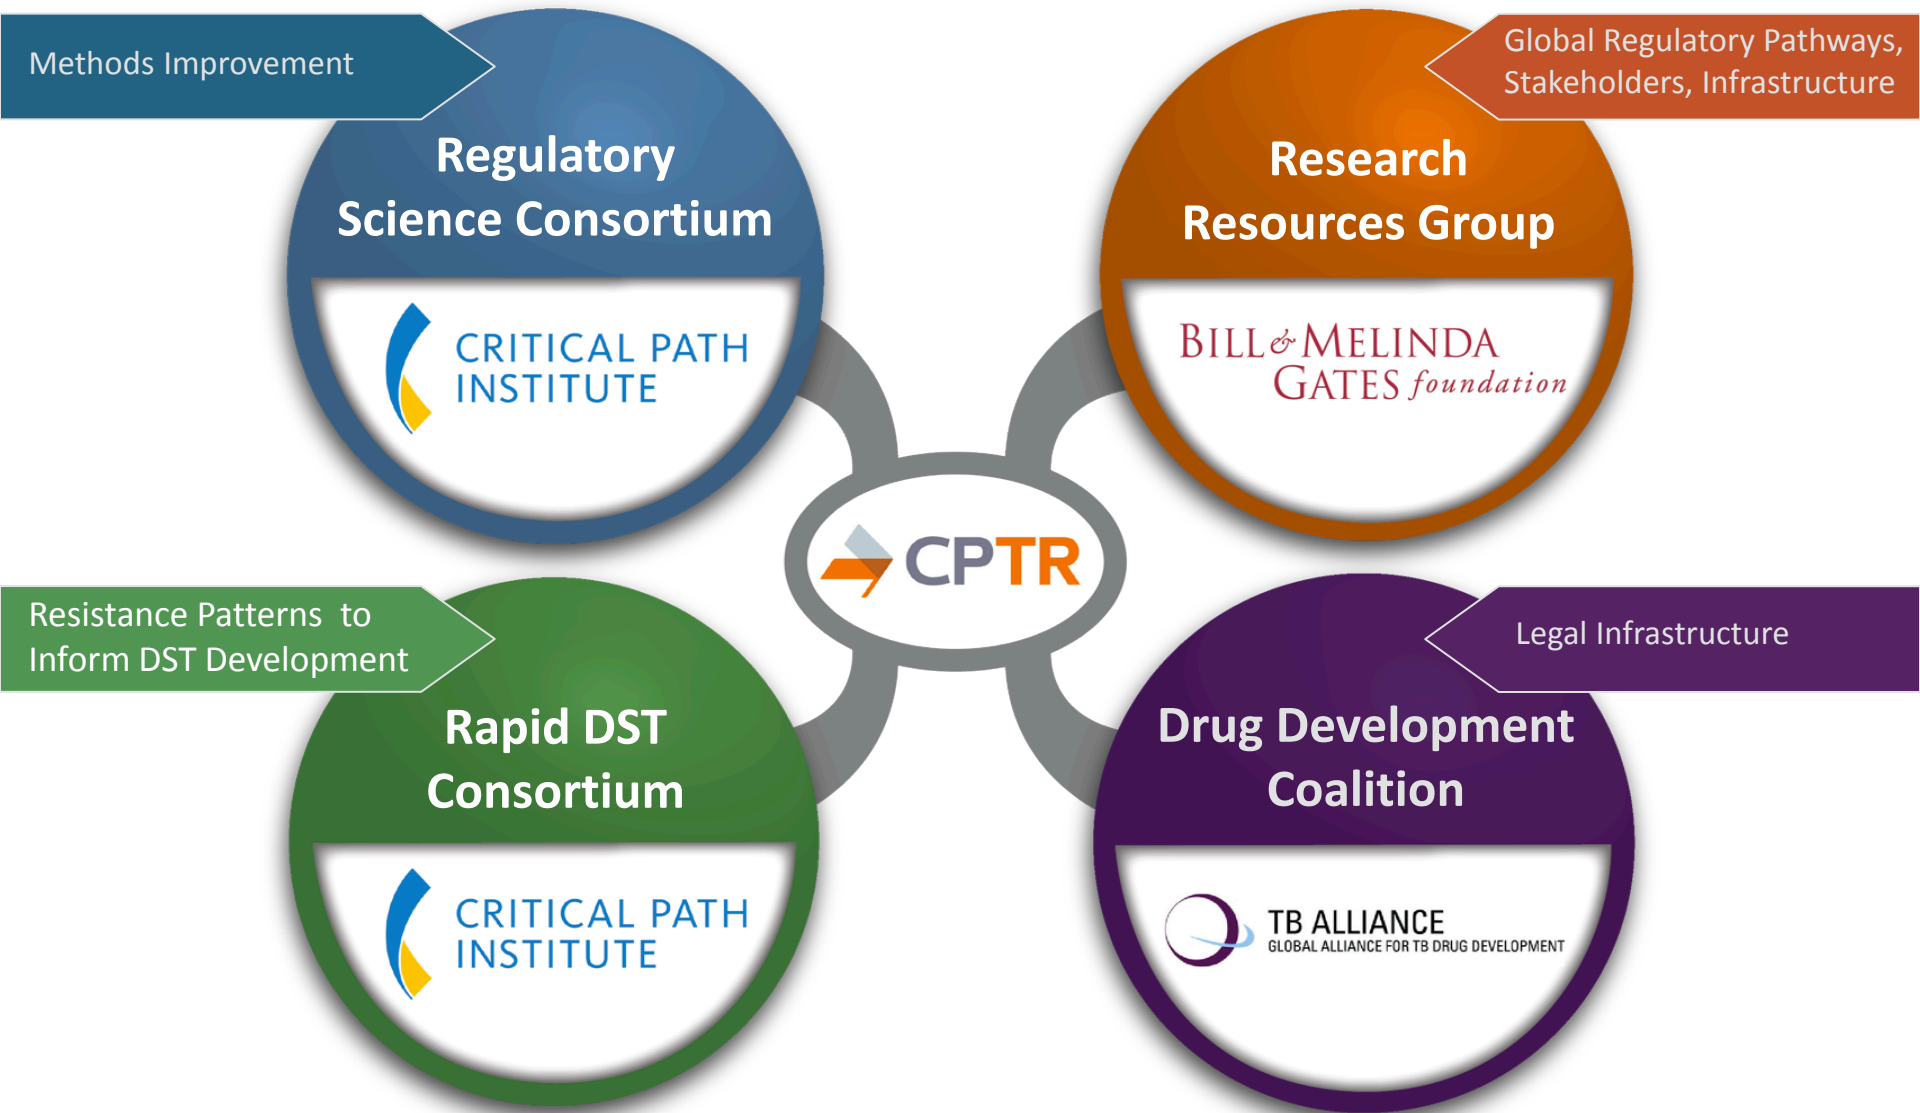 Methods Improvement
Regulatory
Science Consortium
CRITICAL PATH
INSTITUTE
Global Regulatory Pathways,
Stakeholders, Infrastructure
Research
Resources Group
BILL & MELINDA
GATES foundation
CPTR
Resistance Patterns to
Inform DST Development
Rapid DST
Consortium
CRITICAL PATH
INSTITUTE
Legal Infrastructure
Drug Development
Coalition
TB ALLIANCE
GLOBAL ALLIANCE FOR TB DRUG DEVELOPMENT